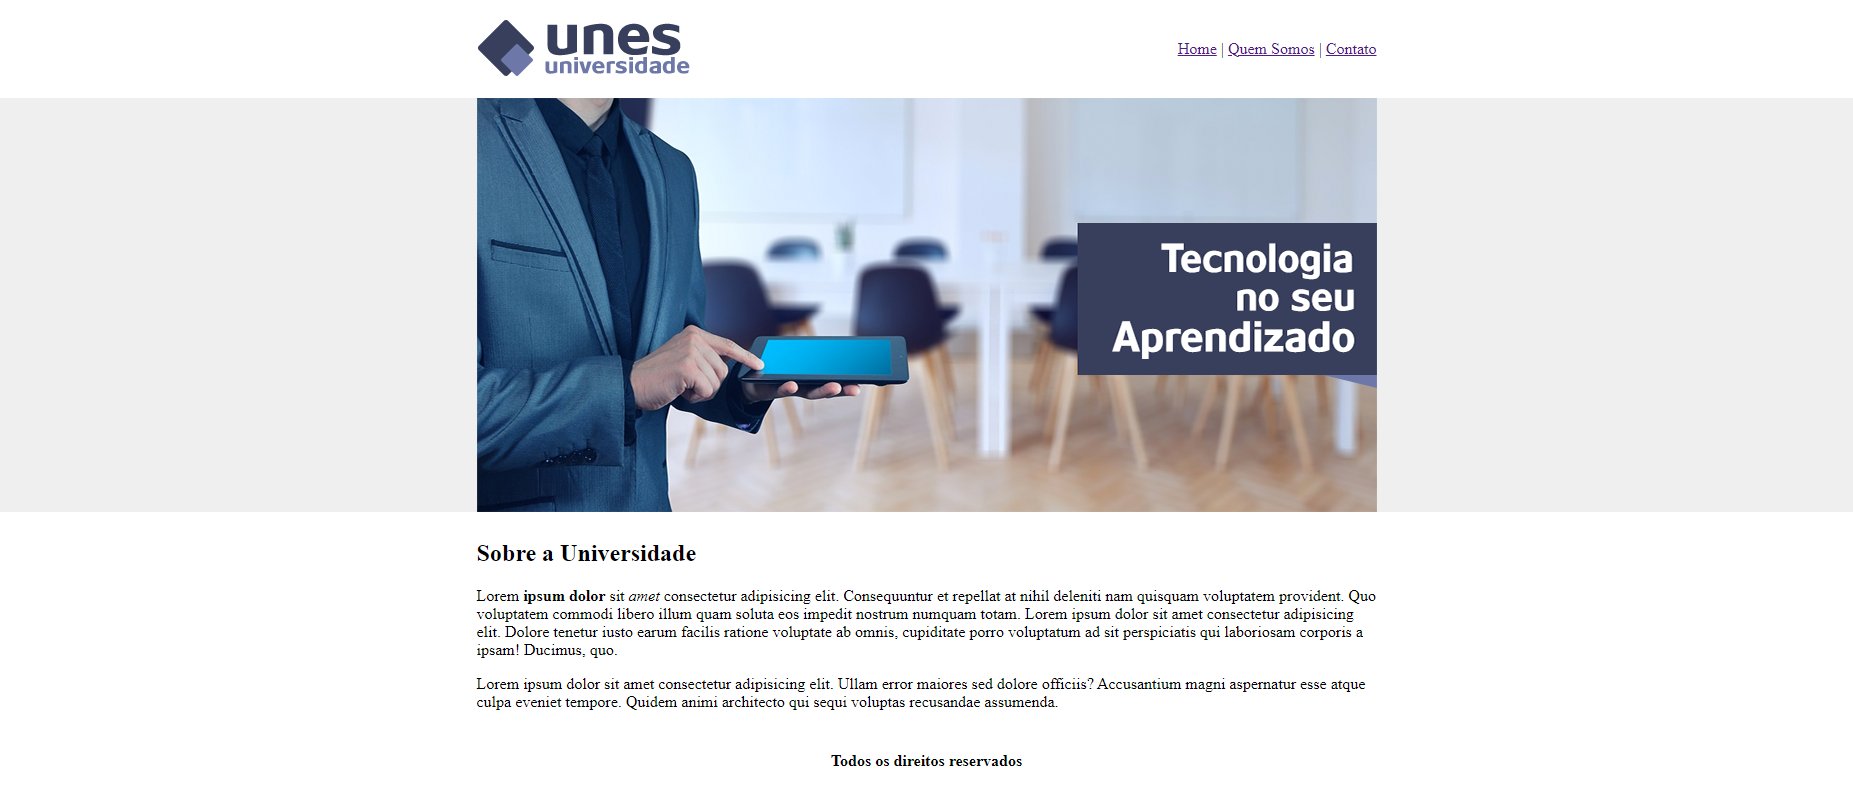 unes
universidade
Home | Quem Somos | Contato
Tecnologia
no seu
Aprendizado
Sobre a Universidade
Lorem ipsum dolor sit amet consectetur adipisicing elit. Consequuntur et repellat at nihil deleniti nam quisquam voluptatem provident. Quo
voluptatem commodi libero illum quam soluta eos impedit nostrum numquam totam. Lorem ipsum dolor sit amet consectetur adipisicing
elit. Dolore tenetur iusto earum facilis ratione voluptate ab omnis, cupiditate porro voluptatum ad sit perspiciatis qui laboriosam corporis a
ipsam! Ducimus, quo.
Lorem ipsum dolor sit amet consectetur adipisicing elit. Ullam error maiores sed dolore officiis? Accusantium magni aspernatur esse atque
culpa eveniet tempore. Quidem animi architecto qui sequi voluptas recusandae assumenda.
Todos os direitos reservados